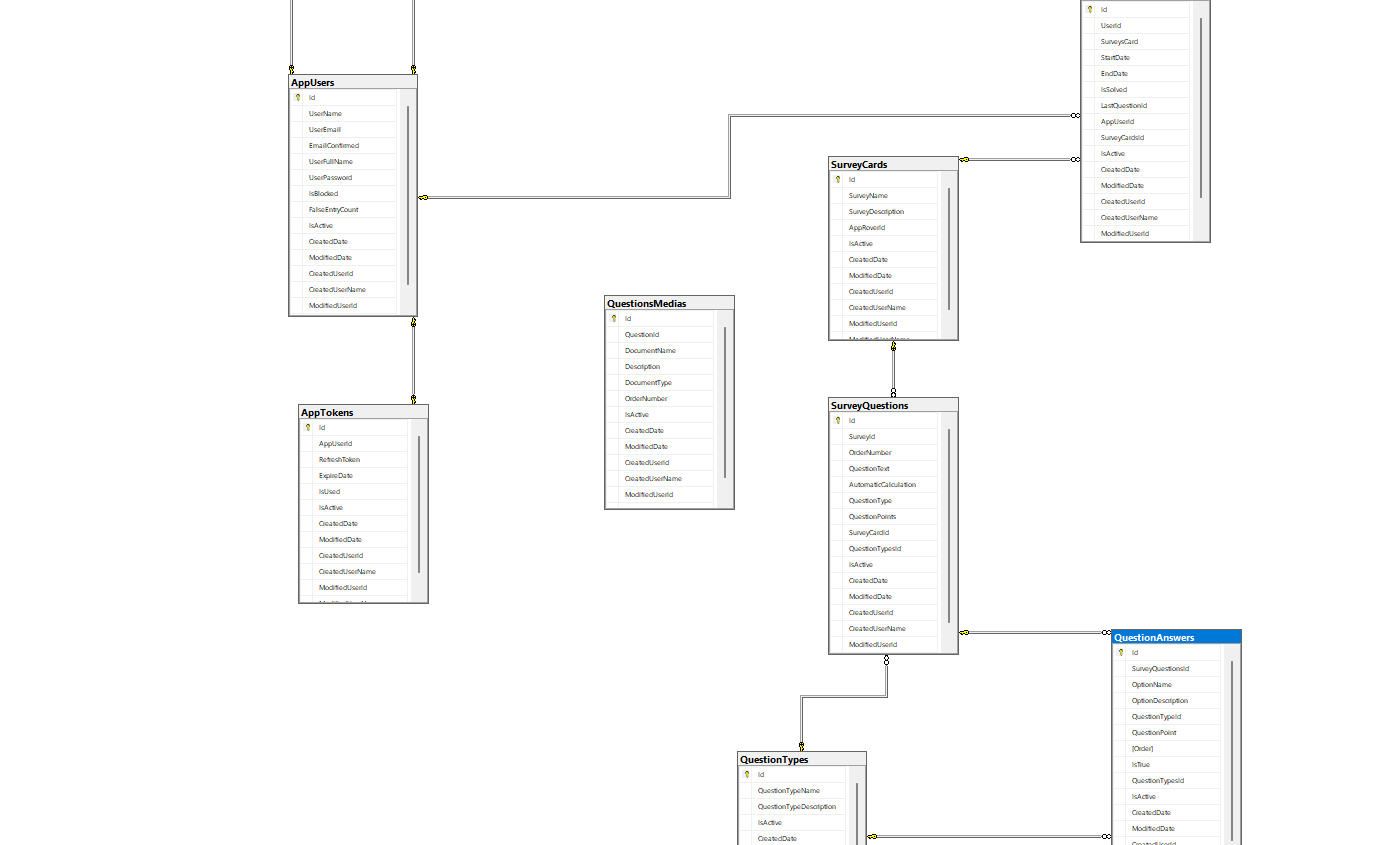 Id
UserId
SurveysCard
StartDate
EndDate
IsSolved
LastQuestionId
AppUserId
SurveyCardsId
IsActive
CreatedDate
ModifiedDate
CreatedUserId
CreatedUserName
ModifiedUserId
AppUsers
Id
UserName
UserEmail
EmailConfirmed
UserFullName
UserPassword
IsBlocked
FalseEntryCount
IsActive
CreatedDate
ModifiedDate
CreatedUserId
CreatedUserName
ModifiedUserId
SurveyCards
Id
SurveyName
SurveyDescription
AppRoverId
IsActive
CreatedDate
ModifiedDate
CreatedUserId
CreatedUserName
ModifiedUserId
ModifiedUserName
QuestionsMedias
Id
QuestionId
DocumentName
Description
DocumentType
OrderNumber
IsActive
CreatedDate
ModifiedDate
CreatedUserId
CreatedUserName
ModifiedUserId
AppTokens
Id
AppUserId
RefreshToken
ExpireDate
IsUsed
IsActive
CreatedDate
ModifiedDate
CreatedUserId
CreatedUserName
ModifiedUserId
SurveyQuestions
Id
SurveyId
OrderNumber
QuestionText
AutomaticCalculation
QuestionType
QuestionPoints
SurveyCardId
QuestionTypesId
IsActive
CreatedDate
ModifiedDate
CreatedUserId
CreatedUserName
ModifiedUserId
QuestionAnswers
Id
SurveyQuestionsId
OptionName
OptionDescription
QuestionTypeId
QuestionPoint
[Order]
IsTrue
QuestionTypesId
IsActive
CreatedDate
ModifiedDate
CreatedUserId
QuestionTypes
Id
QuestionTypeName
QuestionTypeDescription
IsActive
CreatedDate